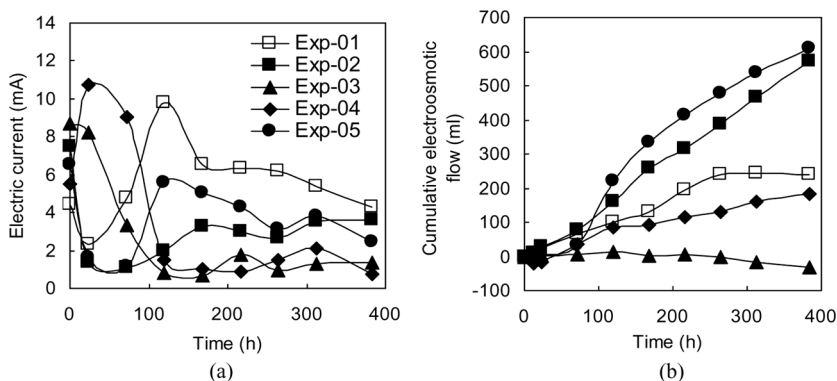 14
12
10
8
6
4
2
0
Electric current (mA)
Exp-01
Exp-02
Exp-03
Exp-04
Exp-05
0 100 200 300 400
Time (h)
(a)
700
600
500
400
300
200
100
0
-100
Cumulative electroosmotic
flow (ml)
0 100 200 300 400
Time (h)
(b)